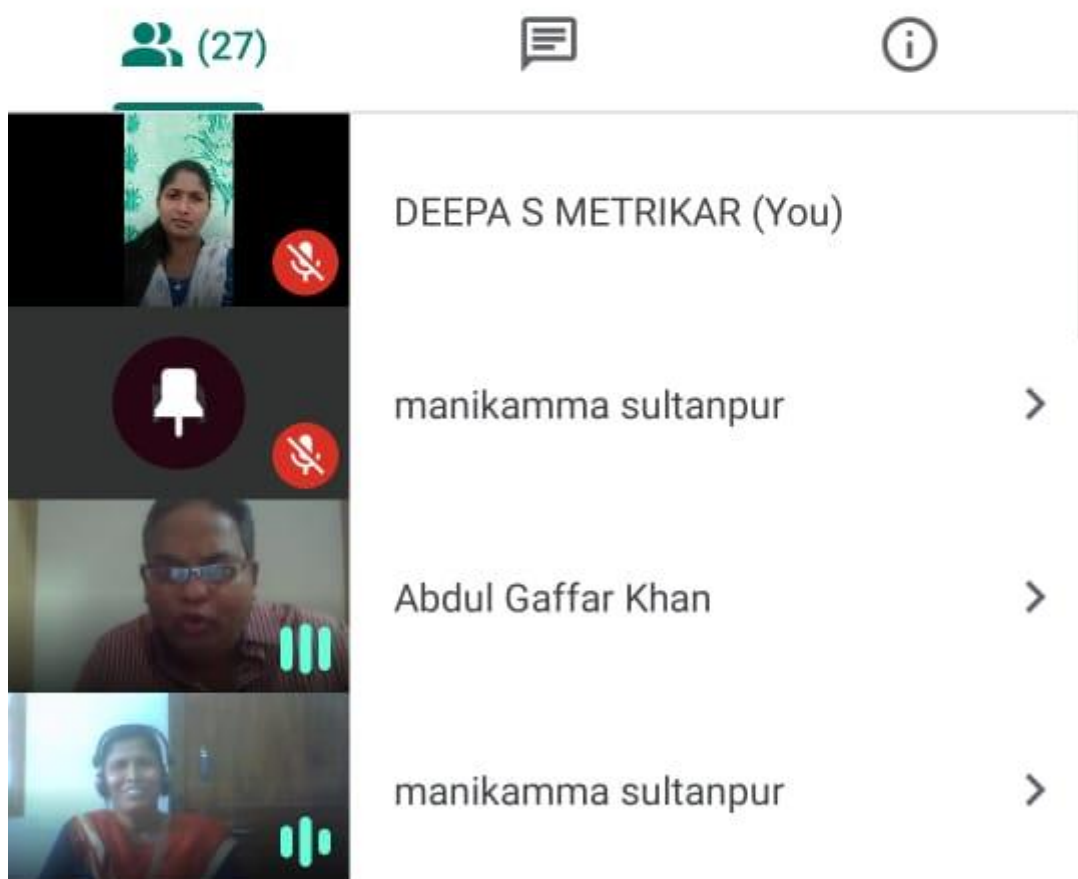 (27)
DEEPA S METRIKAR (You)
manikamma sultanpur
Abdul Gaffar Khan
manikamma sultanpur